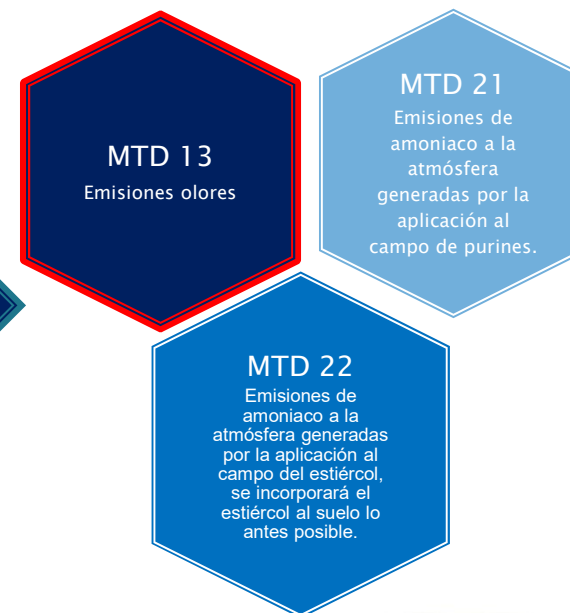 MTD 13
Emisiones olores
MTD 21
Emisiones de
amoniaco a la
atmósfera
generadas por la
aplicación al
campo de purines.
MTD 22
Emisiones de
amoniaco a la
atmósfera generadas
por la aplicación al
campo del estiércol,
se incorporará el
estiércol al suelo lo
antes posible.